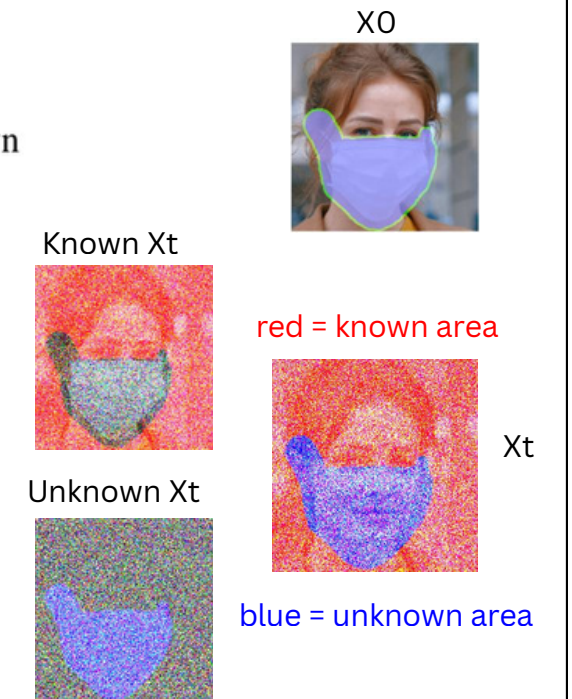 X0
n
Known Xt
red = known area
Xt
Unknown Xt
blue = unknown area